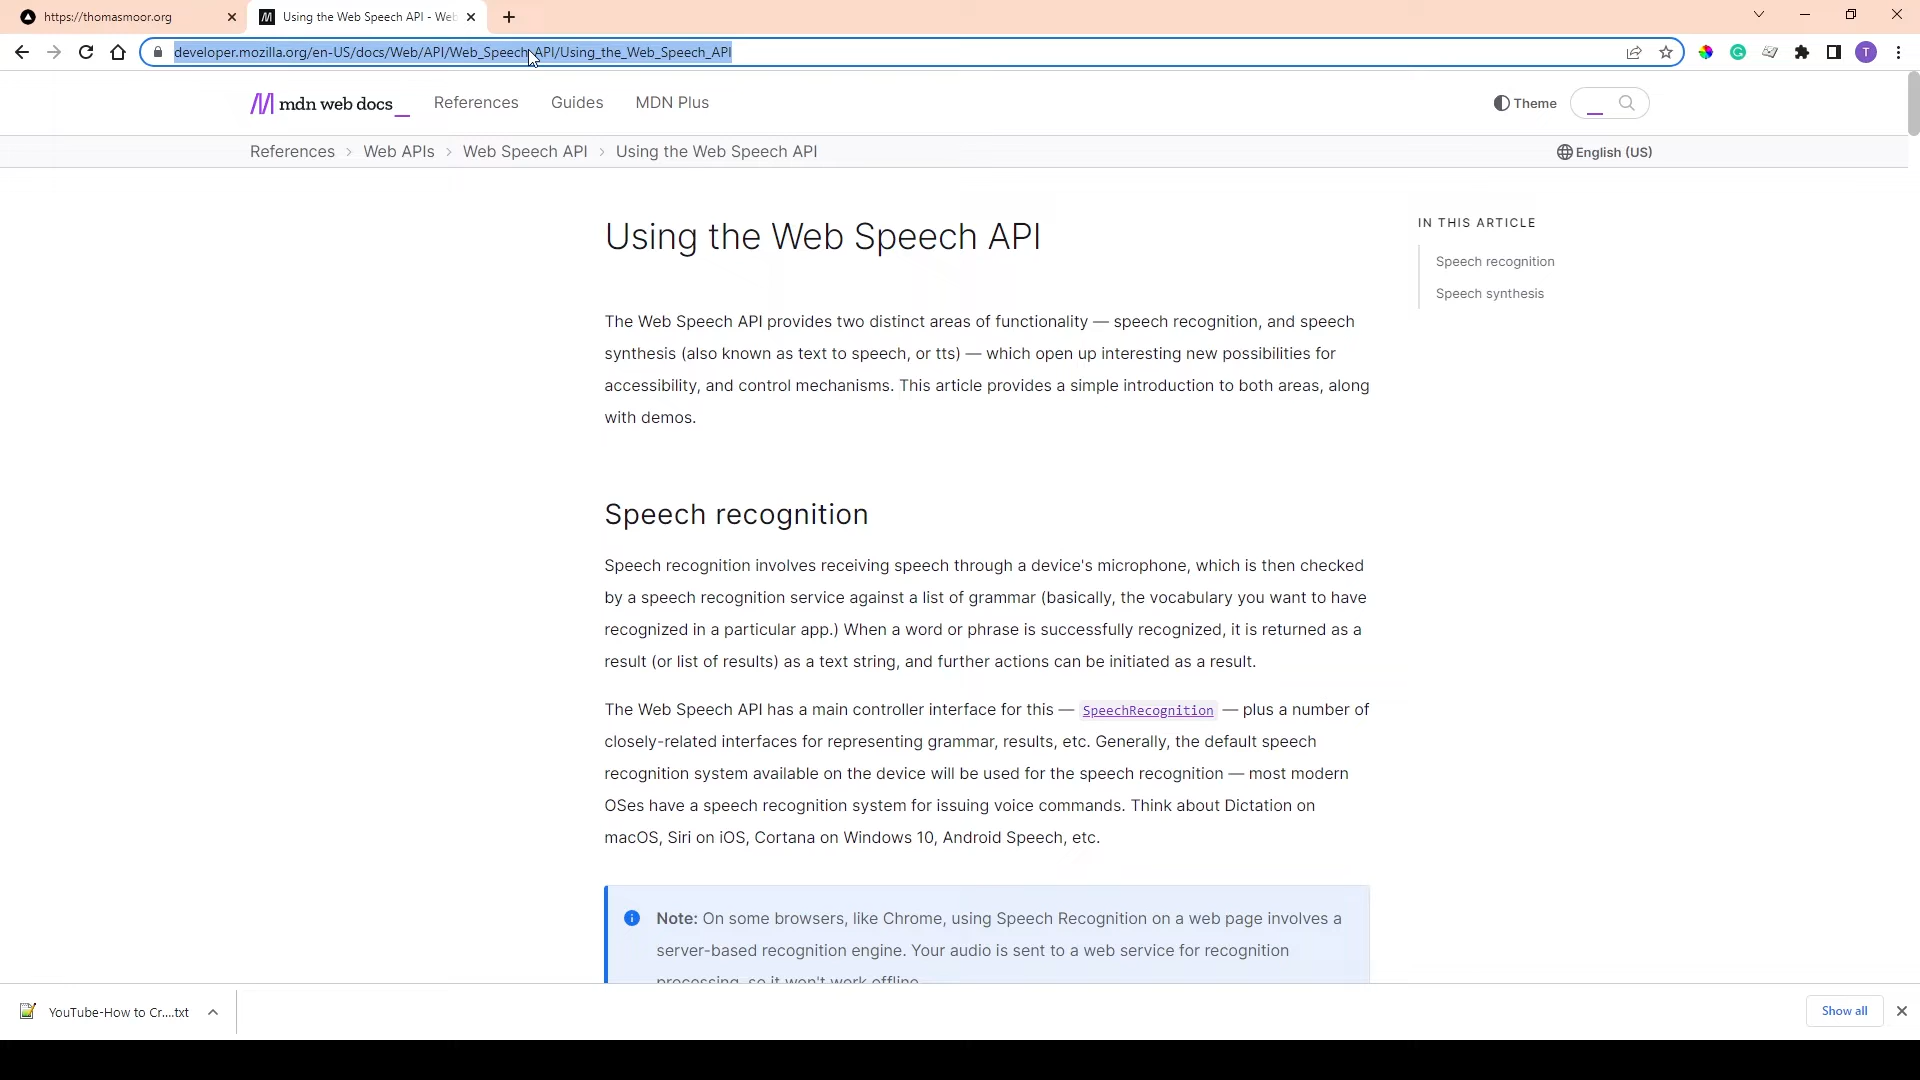 https://thomasmoor.org
Using the Web Speech API - Web
developer.mozilla.org/en-US/docs/Web/API/Web_Speech_API/Using_the_Web_Speech_API
T
mdn web docs_
References
Guides
MDN Plus
Theme
References > Web APIs > Web Speech API > Using the Web Speech API
English (US)
Using the Web Speech API
IN THIS ARTICLE
Speech recognition
Speech synthesis
The Web Speech API provides two distinct areas of functionality — speech recognition, and speech
synthesis (also known as text to speech, or tts) — which open up interesting new possibilities for
accessibility, and control mechanisms. This article provides a simple introduction to both areas, along
with demos.
Speech recognition
Speech recognition involves receiving speech through a device's microphone, which is then checked
by a speech recognition service against a list of grammar (basically, the vocabulary you want to have
recognized in a particular app.) When a word or phrase is successfully recognized, it is returned as a
result (or list of results) as a text string, and further actions can be initiated as a result.
The Web Speech API has a main controller interface for this — SpeechRecognition — plus a number of
closely-related interfaces for representing grammar, results, etc. Generally, the default speech
recognition system available on the device will be used for the speech recognition — most modern
OSes have a speech recognition system for issuing voice commands. Think about Dictation on
macOS, Siri on iOS, Cortana on Windows 10, Android Speech, etc.
Note: On some browsers, like Chrome, using Speech Recognition on a web page involves a
server-based recognition engine. Your audio is sent to a web service for recognition
processing, so it won't work offline.
YouTube-How to Cr....txt
Show all